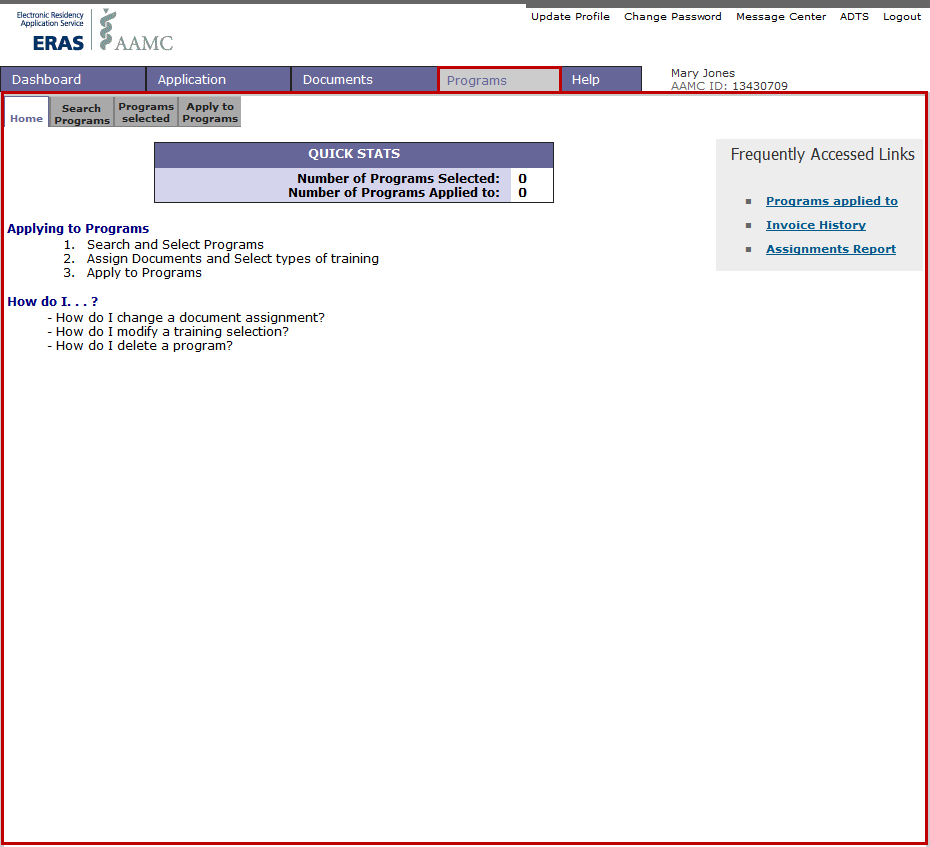 Electronic Residency
Application Service
ERAS
AAMC
Update Profile Change Password Message Center ADTS Logout
Dashboard Application Documents Programs Help
Mary Jones
AAMC ID: 13430709
Home
Search
Programs
Programs
selected
Apply to
Programs
QUICK STATS
Number of Programs Selected: 0
Number of Programs Applied to: 0
Frequently Accessed Links
Programs applied to
Invoice History
Assignments Report
Applying to Programs
1. Search and Select Programs
2. Assign Documents and Select types of training
3. Apply to Programs
How do I. . . ?
- How do I change a document assignment?
- How do I modify a training selection?
- How do I delete a program?